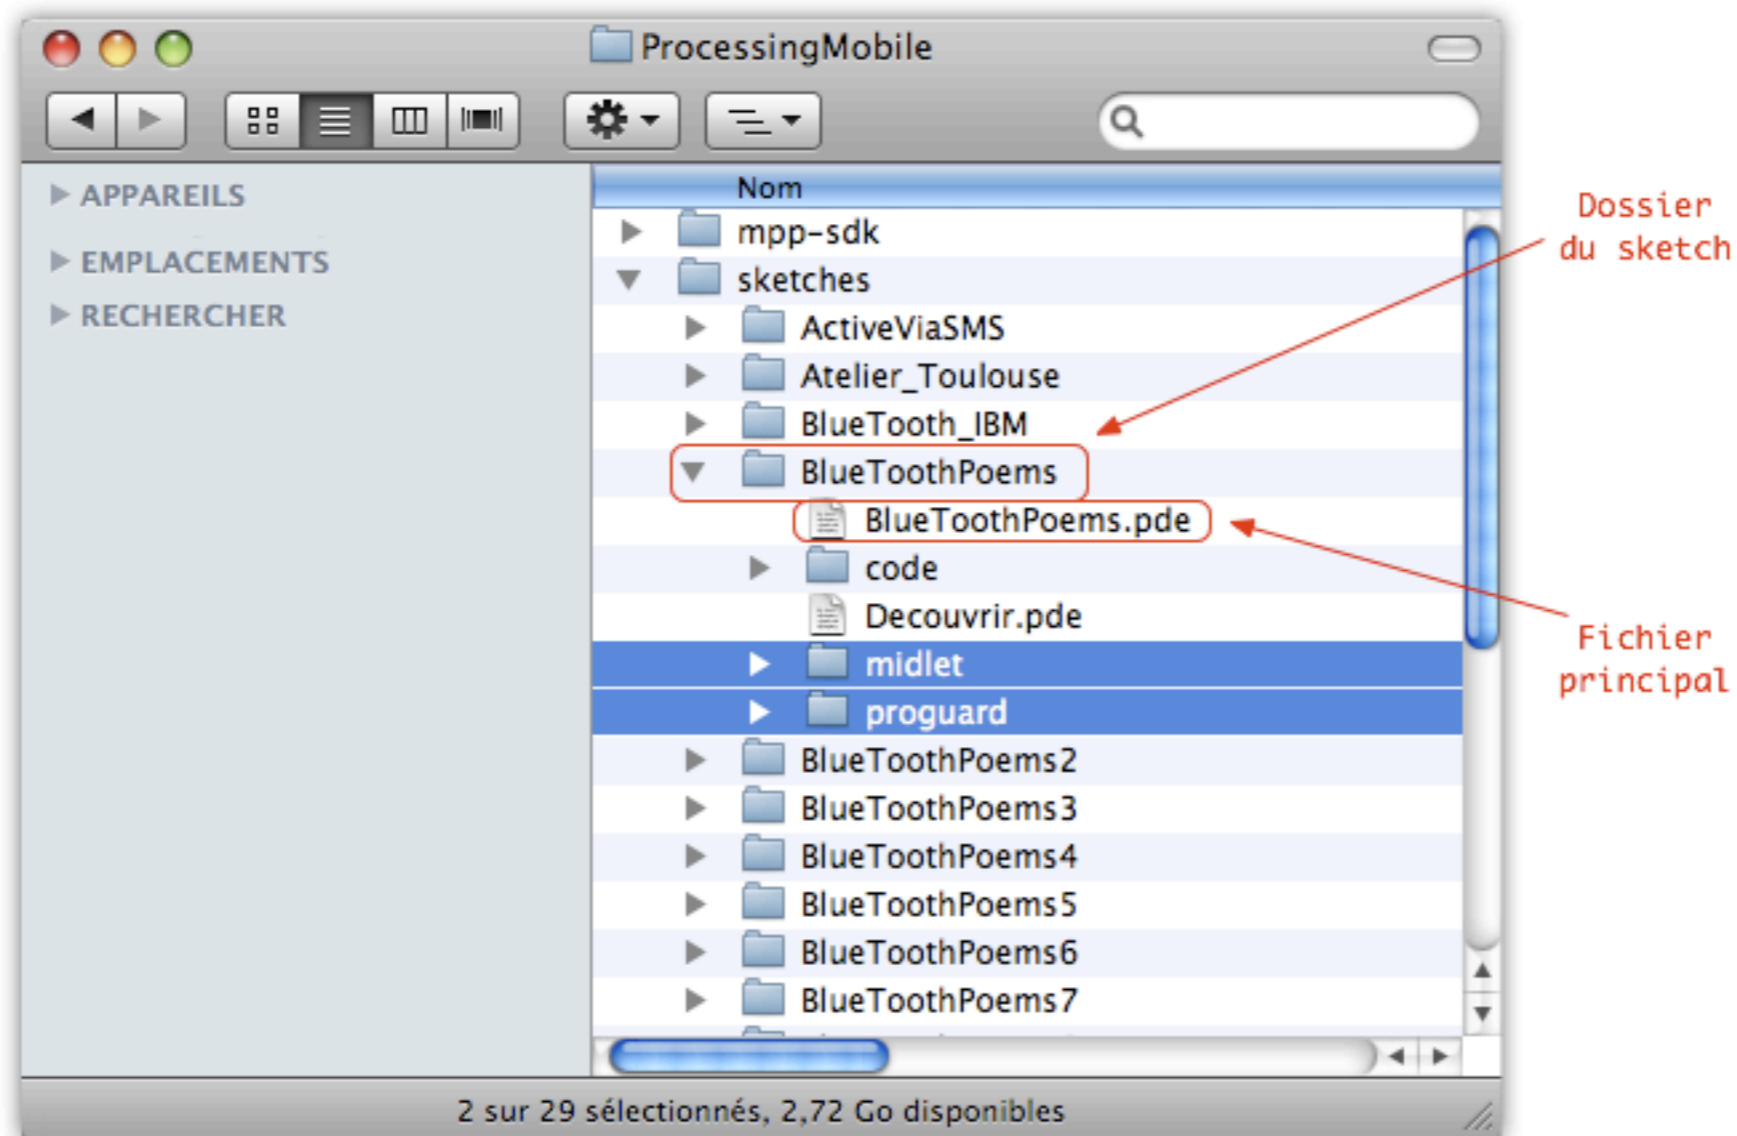 ProcessingMobile
APPAREILS
EMPLACEMENTS
RECHERCHER
Nom
mpp-sdk
sketches
ActiveViaSMS
Atelier_Toulouse
BlueTooth_IBM
BlueToothPoems
BlueToothPoems.pde
code
Decouvrir.pde
midlet
proguard
BlueToothPoems2
BlueToothPoems3
BlueToothPoems4
BlueToothPoems5
BlueToothPoems6
BlueToothPoems7
Dossier
du sketch
Fichier
principal
2 sur 29 sélectionnés, 2,72 Go disponibles